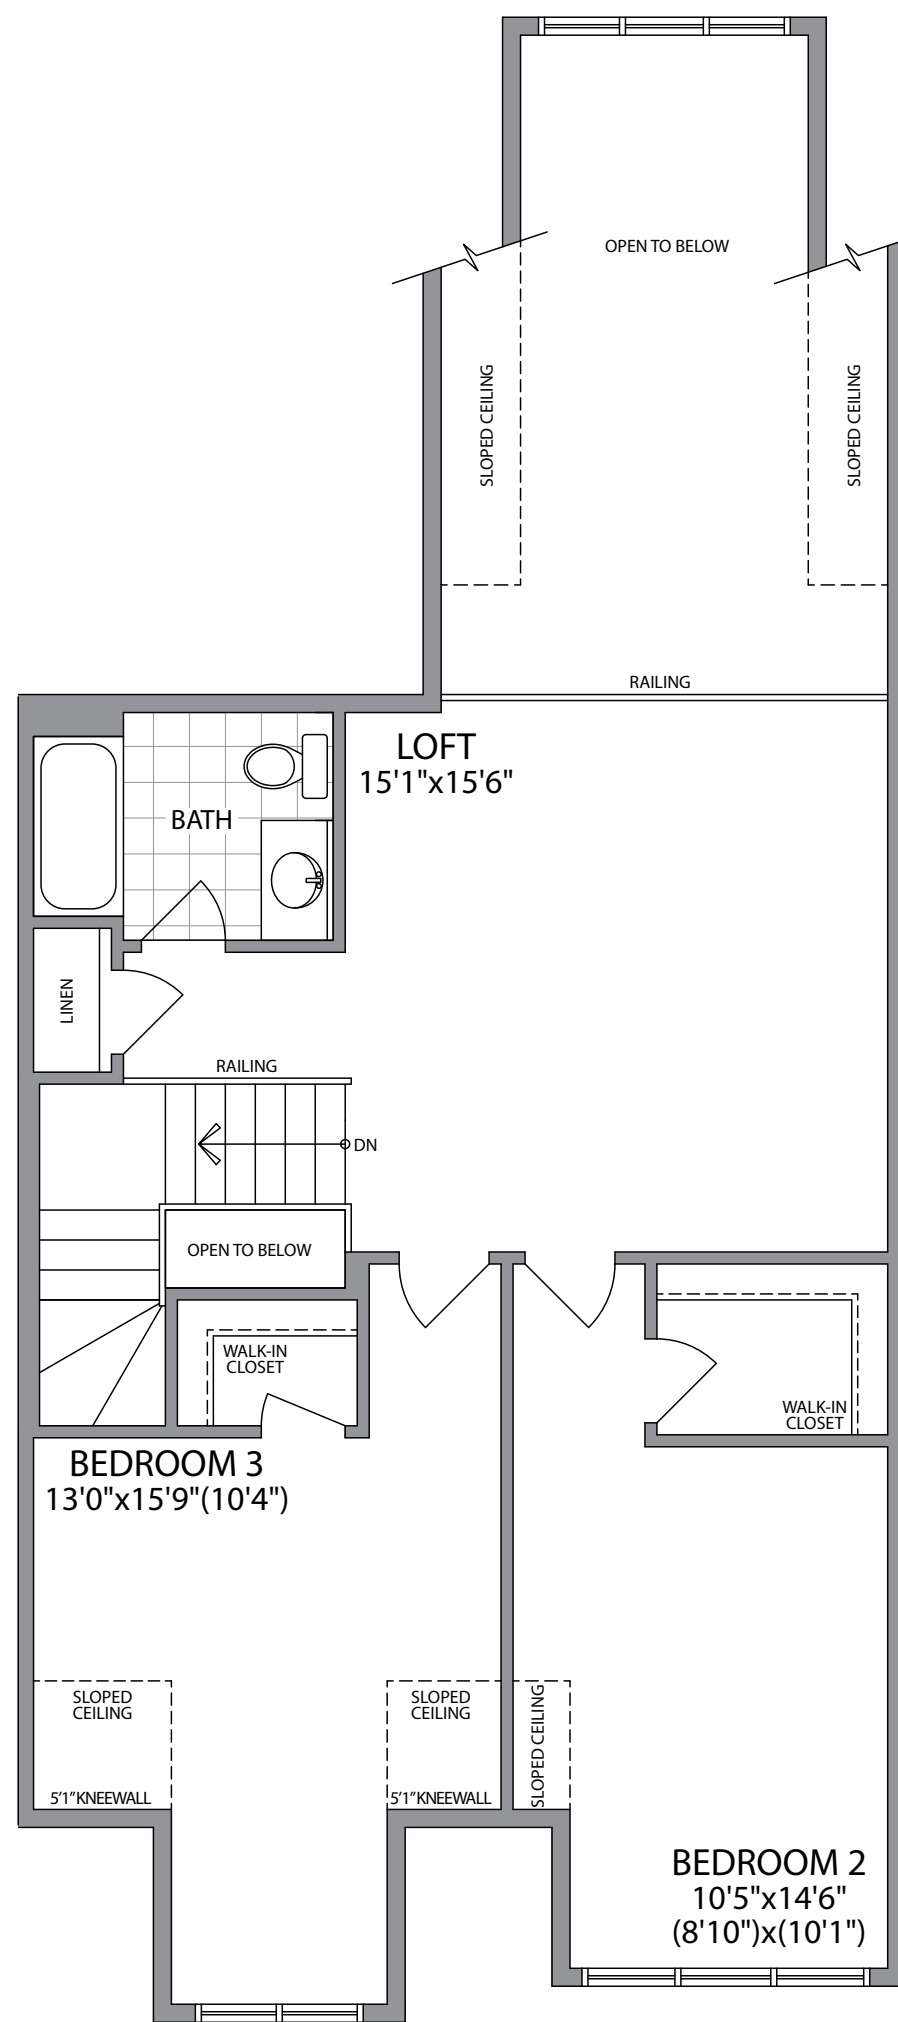 OPEN TO BELOW
SLOPED CEILING
SLOPED CEILING
RAILING
LOFT
15'1"x15'6"
BATH
LINEN
RAILING
DN
OPEN TO BELOW
WALK-IN
CLOSET
WALK-IN
CLOSET
BEDROOM 3
13'0"x15'9"(10'4")
SLOPED
CEILING
SLOPED
CEILING
SLOPED CEILING
5'1"KNEEWALL
5'1"KNEEWALL
BEDROOM 2
10'5"x14'6"
(8'10")x(10'1")